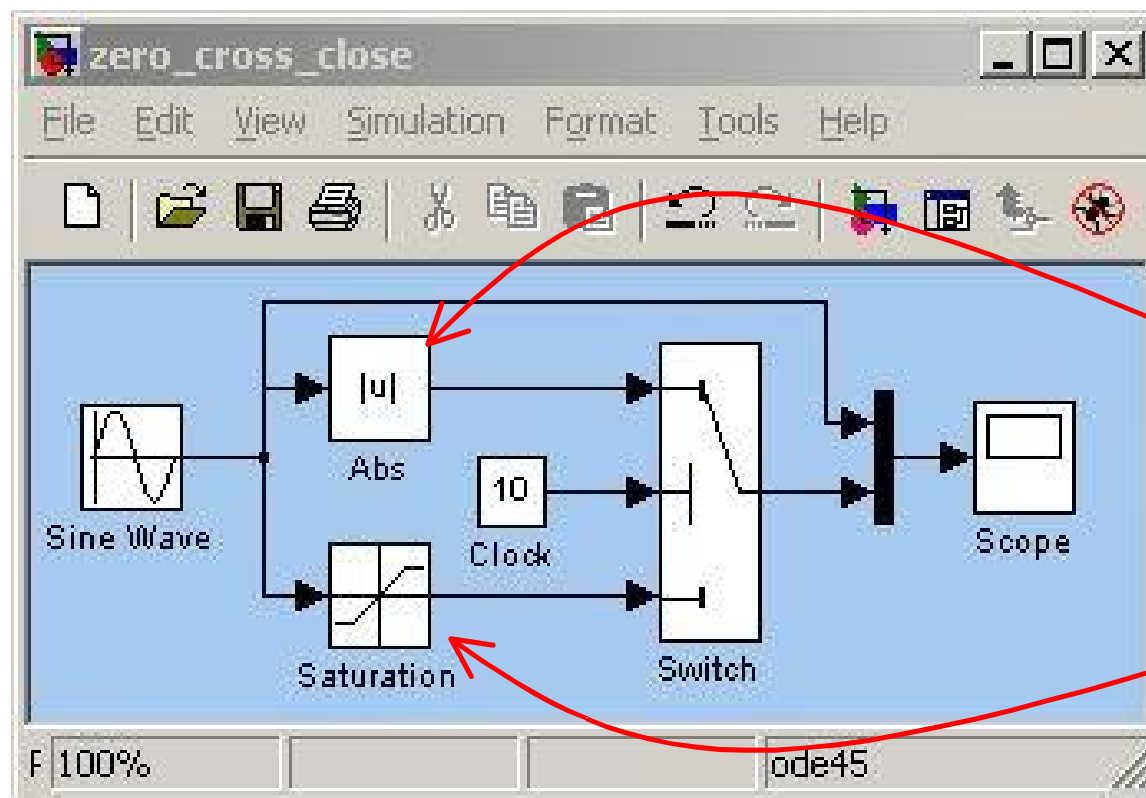 zero_cross_close
File Edit View Simulation Format Tools Help
|u|
Abs
10
Clock
Sine Wave
Scope
Saturation
Switch
F 100% ode45